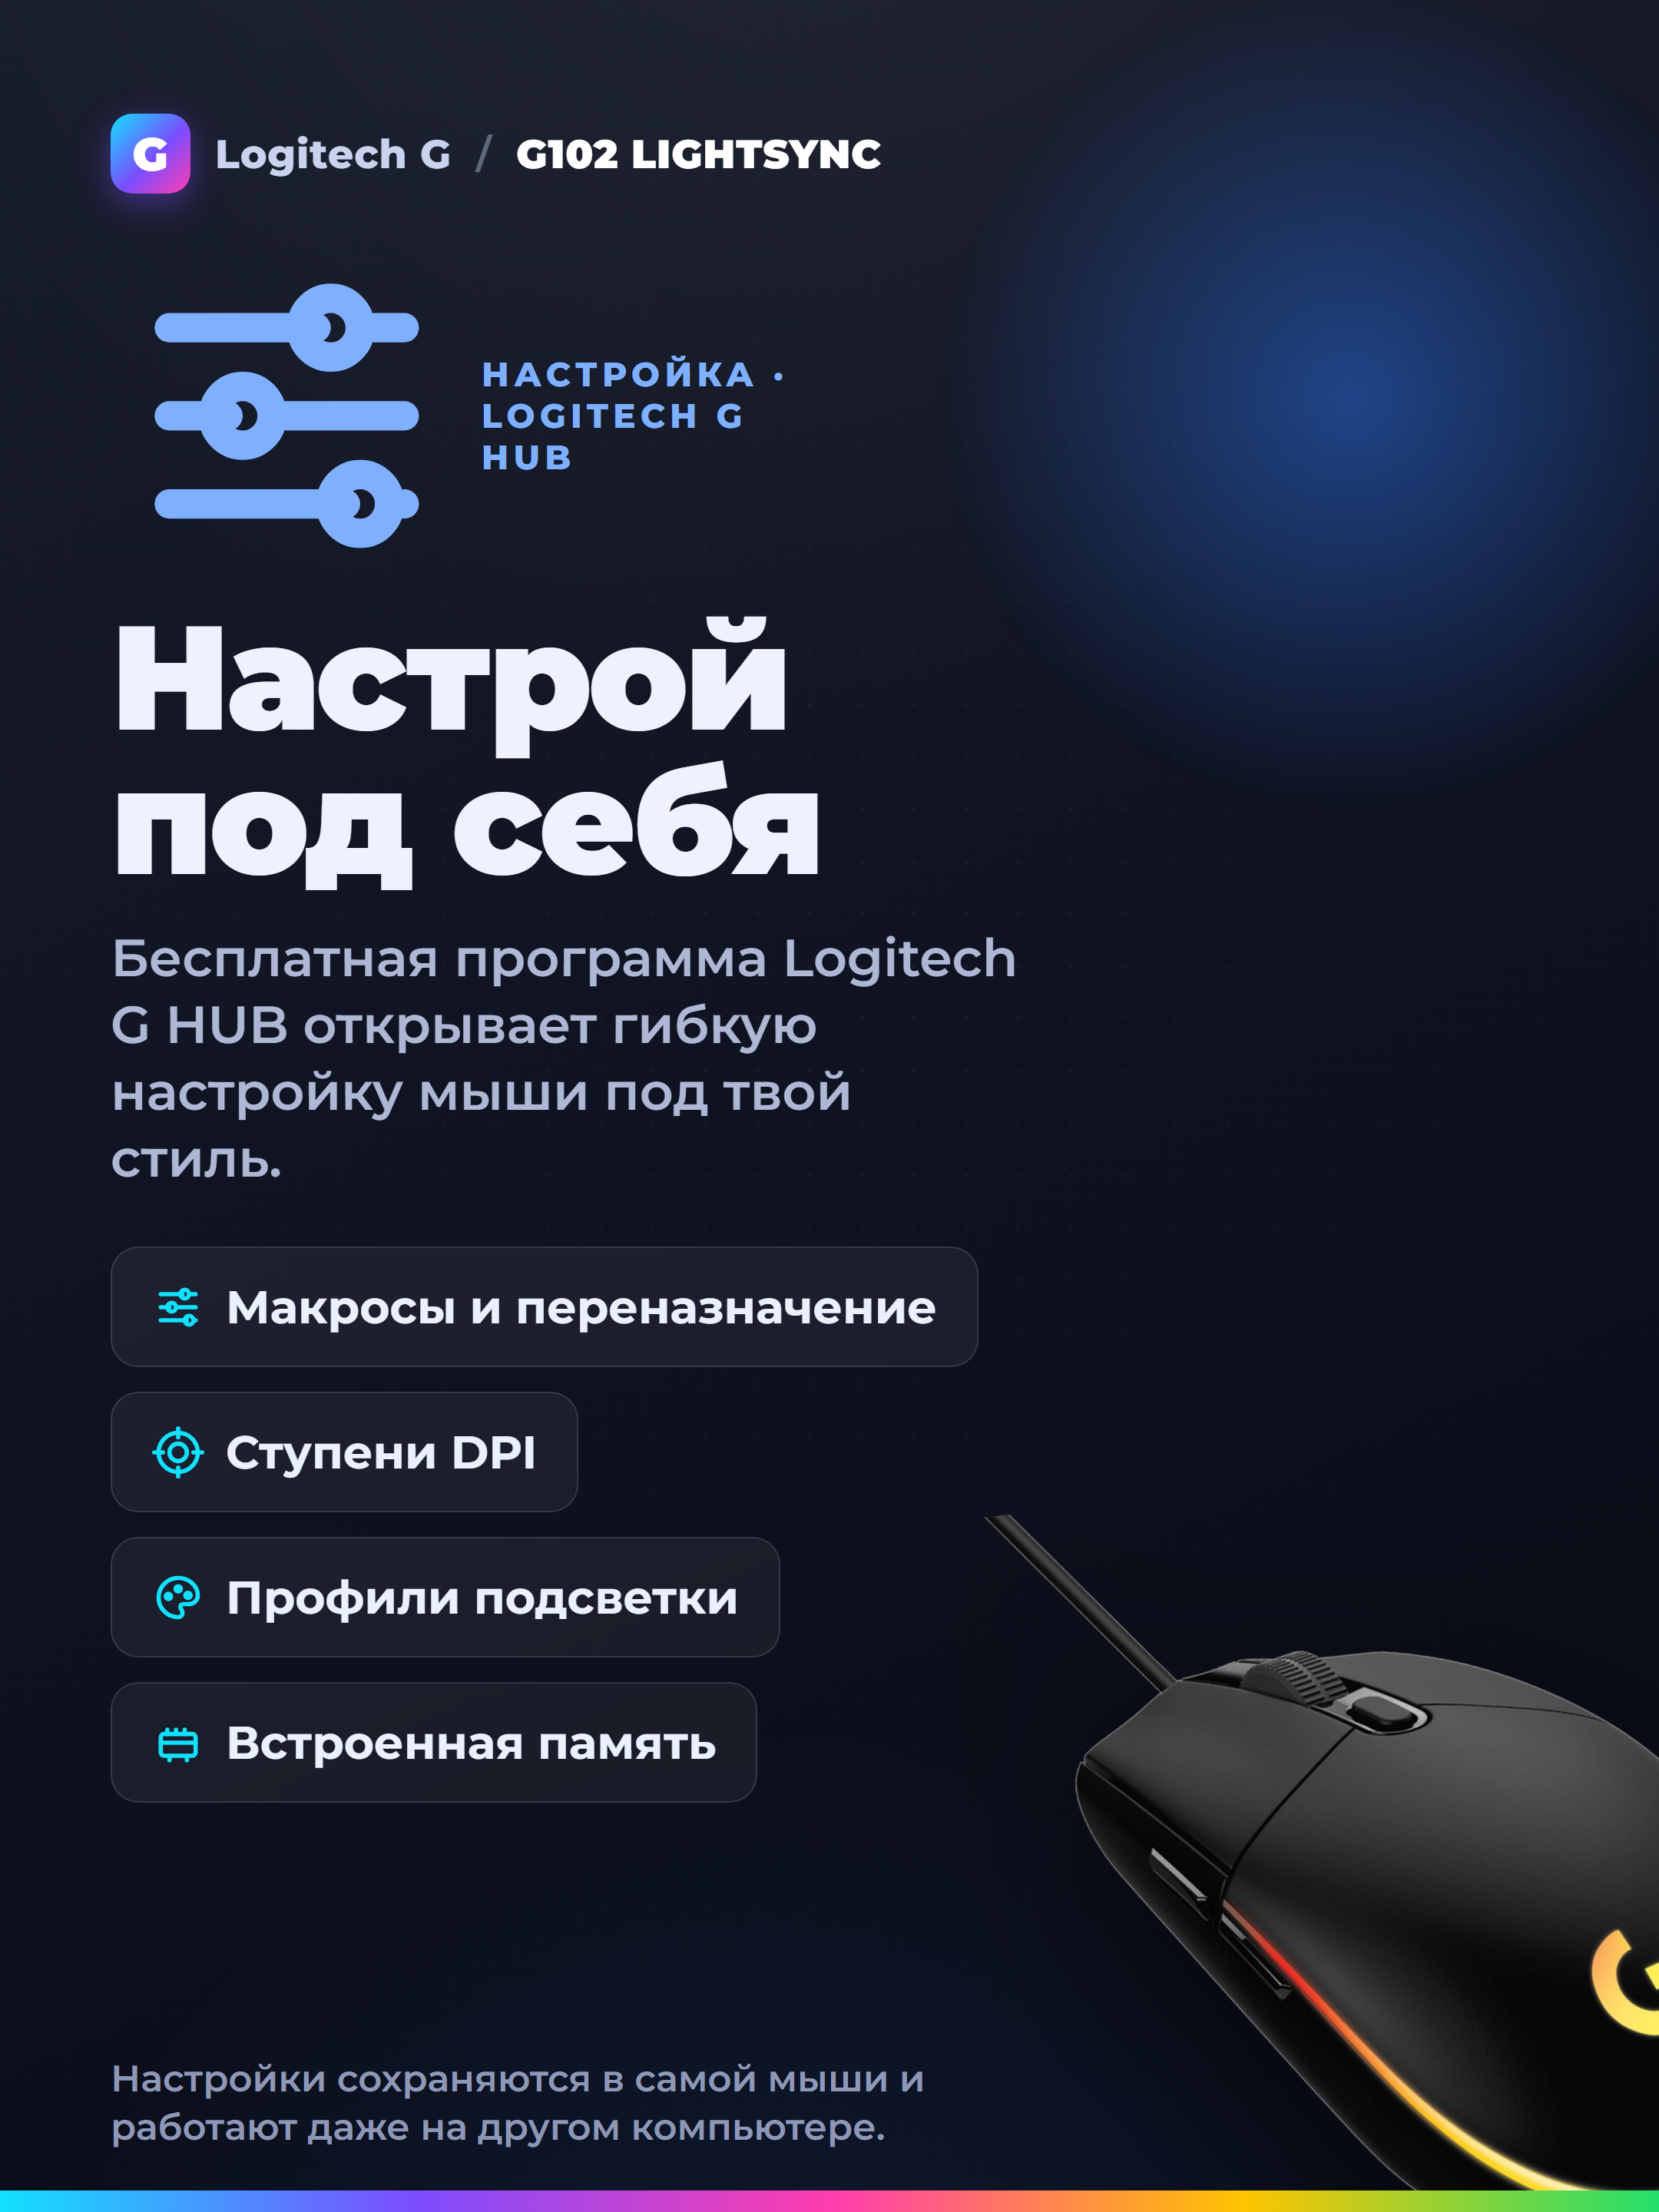 G Logitech G / G102 LIGHTSYNC
НАСТРОЙКА ·
LOGITECH G
HUB
Настрой
под себя
Бесплатная программа Logitech
G HUB открывает гибкую
настройку мыши под твой
стиль.
Макросы и переназначение
Ступени DPI
Профили подсветки
Встроенная память
G
Настройки сохраняются в самой мыши и
работают даже на другом компьютере.